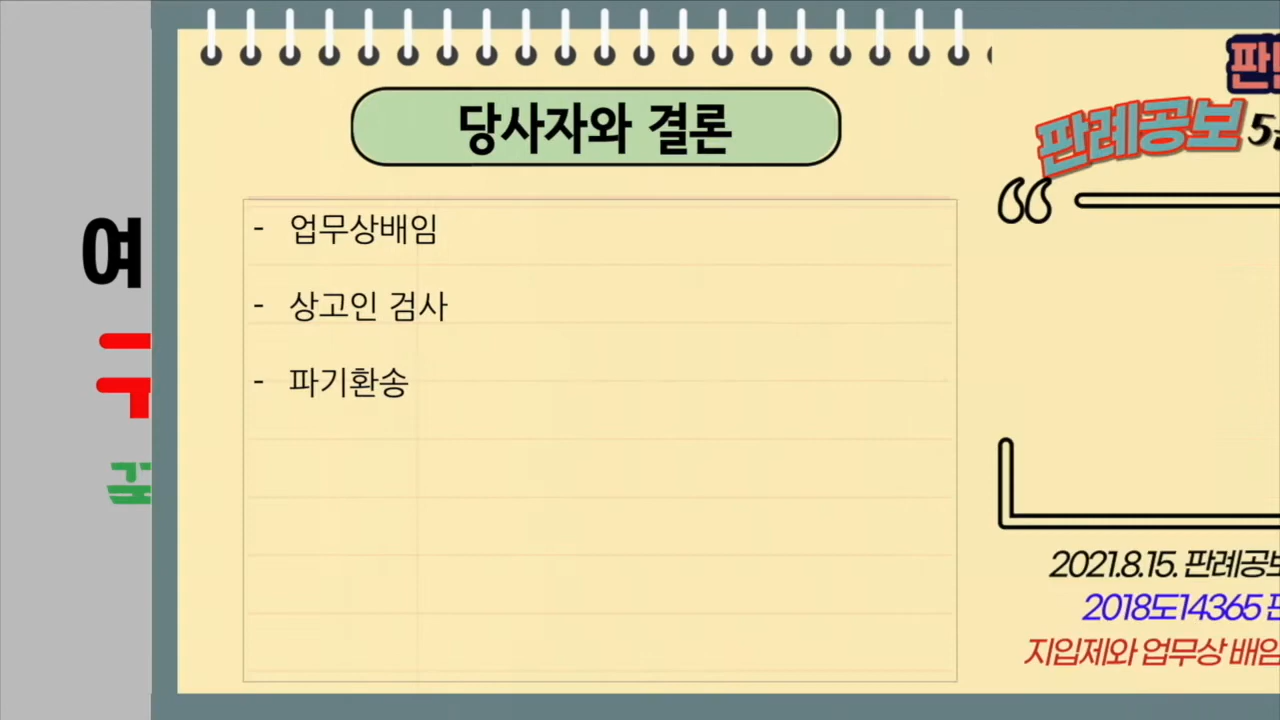 당사자와 결론
- 업무상배임
- 상고인 검사
- 파기환송
판례공보
2021.8.15. 판례공보
2018도14365
지입제와 업무상 배임